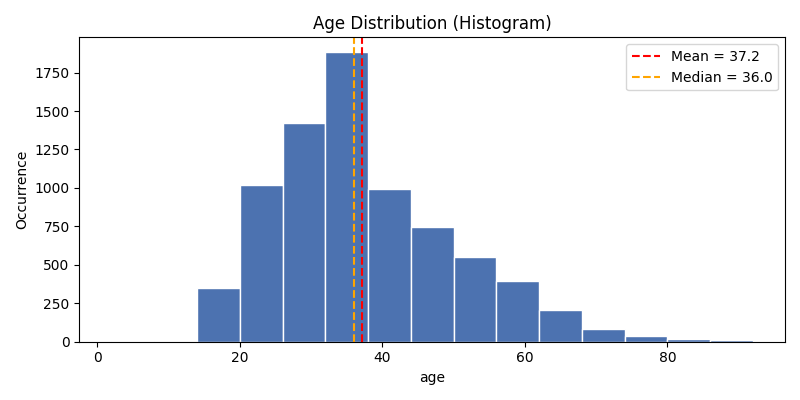 Age Distribution (Histogram)
Mean = 37.2
Median = 36.0
Occurrence
1750
1500
1250
1000
750
500
250
0
0 20 40 60 80
age